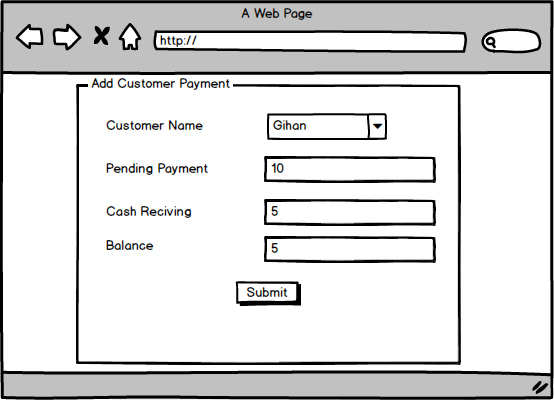 A Web Page
http://
Add Customer Payment
Customer Name Gihan
Pending Payment 10
Cash Reciving 5
Balance 5
Submit